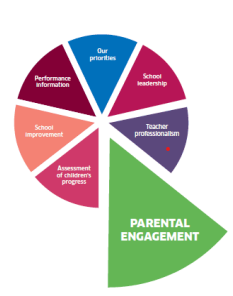 Our
priorities
School
leadership
Teacher
professionalism
PARENTAL
ENGAGEMENT
Assessment
of children's
progress
School
improvement
Performance
information